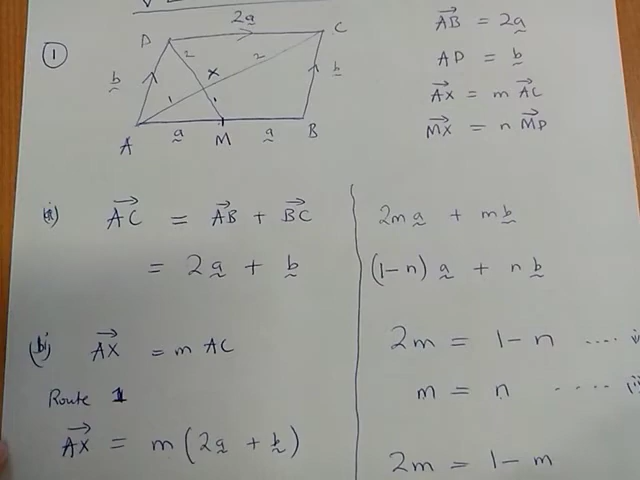 ①
2a
D
C
2
2
b
X
b
1
1
A
a
M
a
B
AB = 2a
AD = b
AX = m AC
MX = n MD
AC = AB + BC
= 2a + b
AX = m AC
Route 1
AX = m(2a + b)
2m a + m b
(1-n) a + n b
2m = 1 - n ....
m = n ....
2m = 1 - m